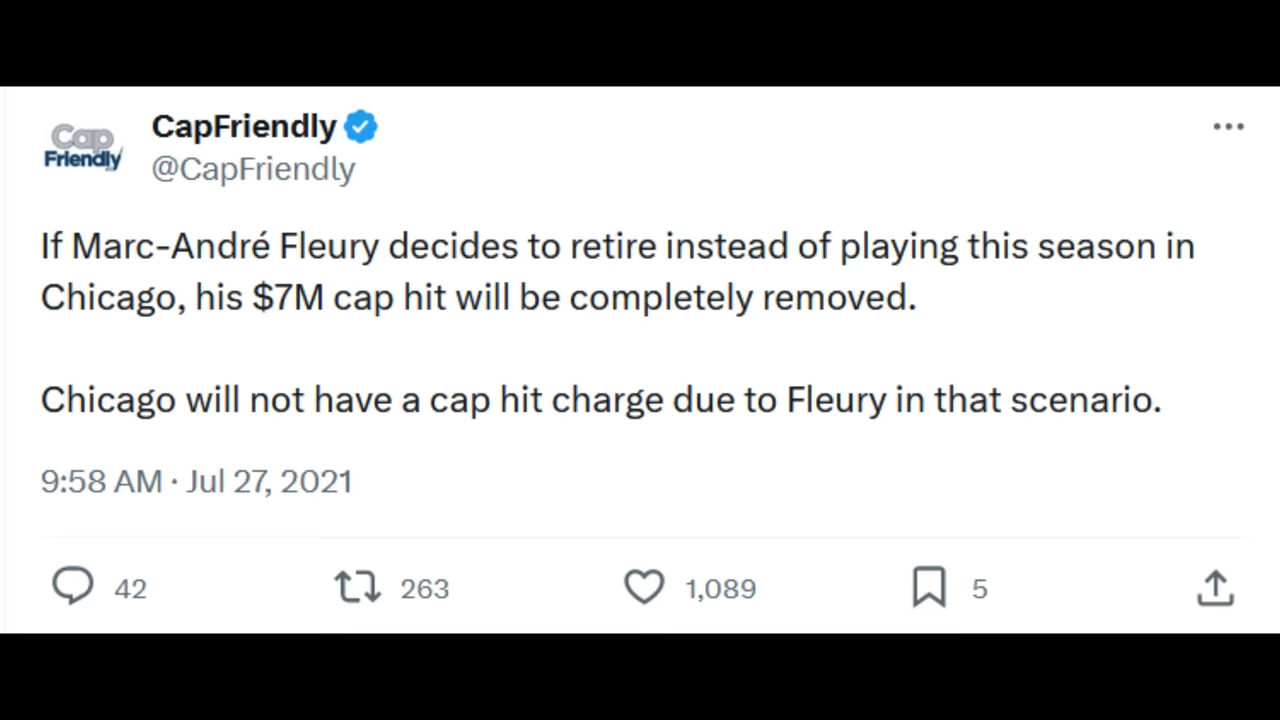 Cap
Friendly
CapFriendly
@CapFriendly
If Marc-André Fleury decides to retire instead of playing this season in
Chicago, his $7M cap hit will be completely removed.
Chicago will not have a cap hit charge due to Fleury in that scenario.
9:58 AM · Jul 27, 2021
42 263 1,089 5